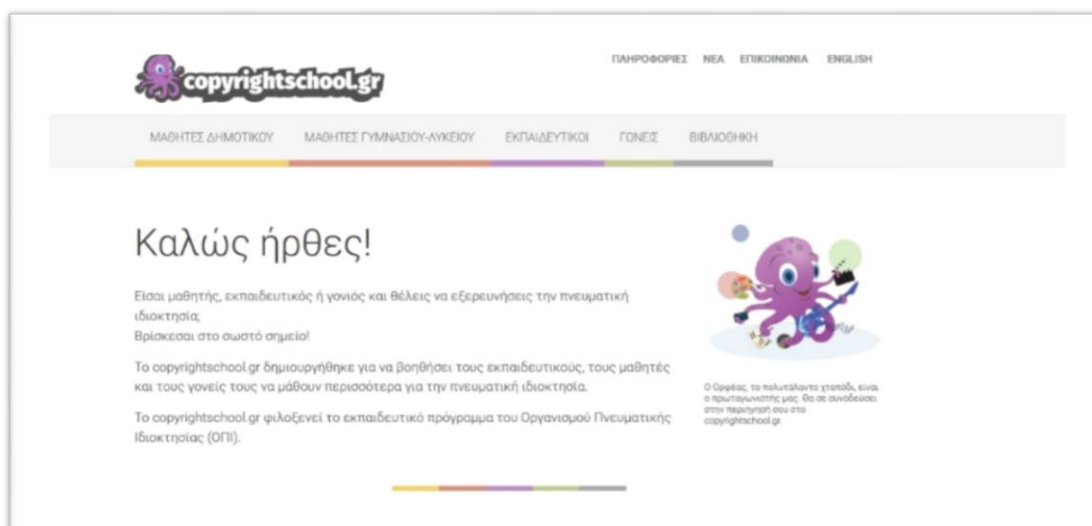 copyrightschool.gr
ΠΛΗΡΟΦΟΡΙΕΣ ΝΕΑ ΕΠΙΚΟΙΝΩΝΙΑ ENGLISH
ΜΑΘΗΤΕΣ ΔΗΜΟΤΙΚΟΥ ΜΑΘΗΤΕΣ ΓΥΜΝΑΣΙΟΥ-ΛΥΚΕΙΟΥ ΕΚΠΑΙΔΕΥΤΙΚΟΙ ΓΟΝΕΙΣ ΒΙΒΛΙΟΘΗΚΗ
Καλώς ήρθες!
Είσαι μαθητής, εκπαιδευτικός ή γονιός και θέλεις να εξερευνήσεις την πνευματική
ιδιοκτησία;
Βρίσκεσαι στο σωστό σημείο!
Το copyrightschool.gr δημιουργήθηκε για να βοηθήσει τους εκπαιδευτικούς, τους μαθητές
και τους γονείς τους να μάθουν περισσότερα για την πνευματική ιδιοκτησία.
Το copyrightschool.gr φιλοξενεί το εκπαιδευτικό πρόγραμμα του Οργανισμού Πνευματικής
Ιδιοκτησίας (ΟΠΙ).
Ο Ορφέας, το πολυτάλαντο χταπόδι, είναι
ο πρωταγωνιστής μας. Θα σε συνοδεύσει
στην περιήγησή σου στο
copyrightschool.gr.